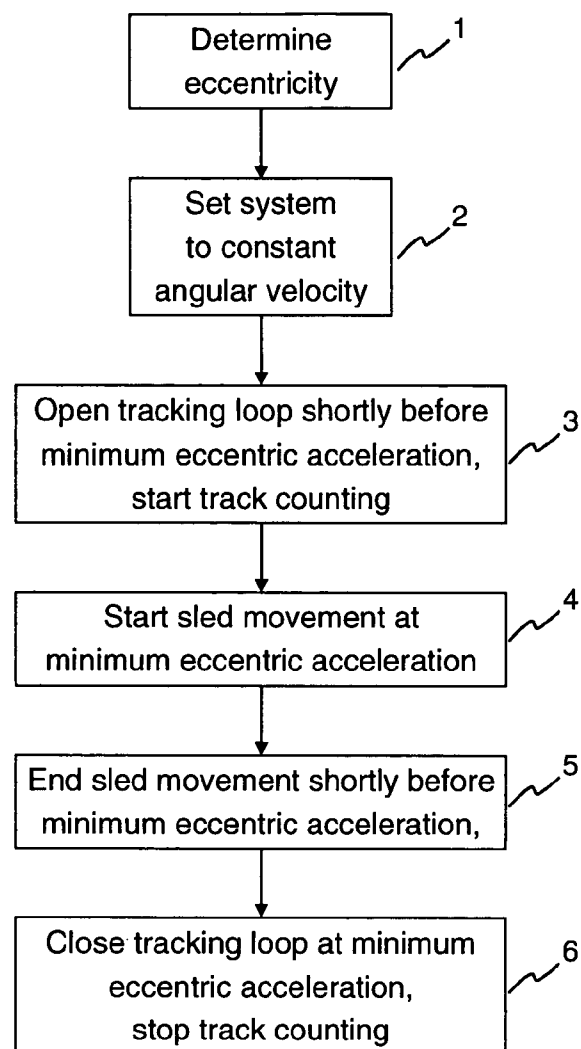 Determine
eccentricity
1
Set system
to constant
angular velocity
2
Open tracking loop shortly before
minimum eccentric acceleration,
start track counting
3
Start sled movement at
minimum eccentric acceleration
4
End sled movement shortly before
minimum eccentric acceleration,
5
Close tracking loop at minimum
eccentric acceleration,
stop track counting
6